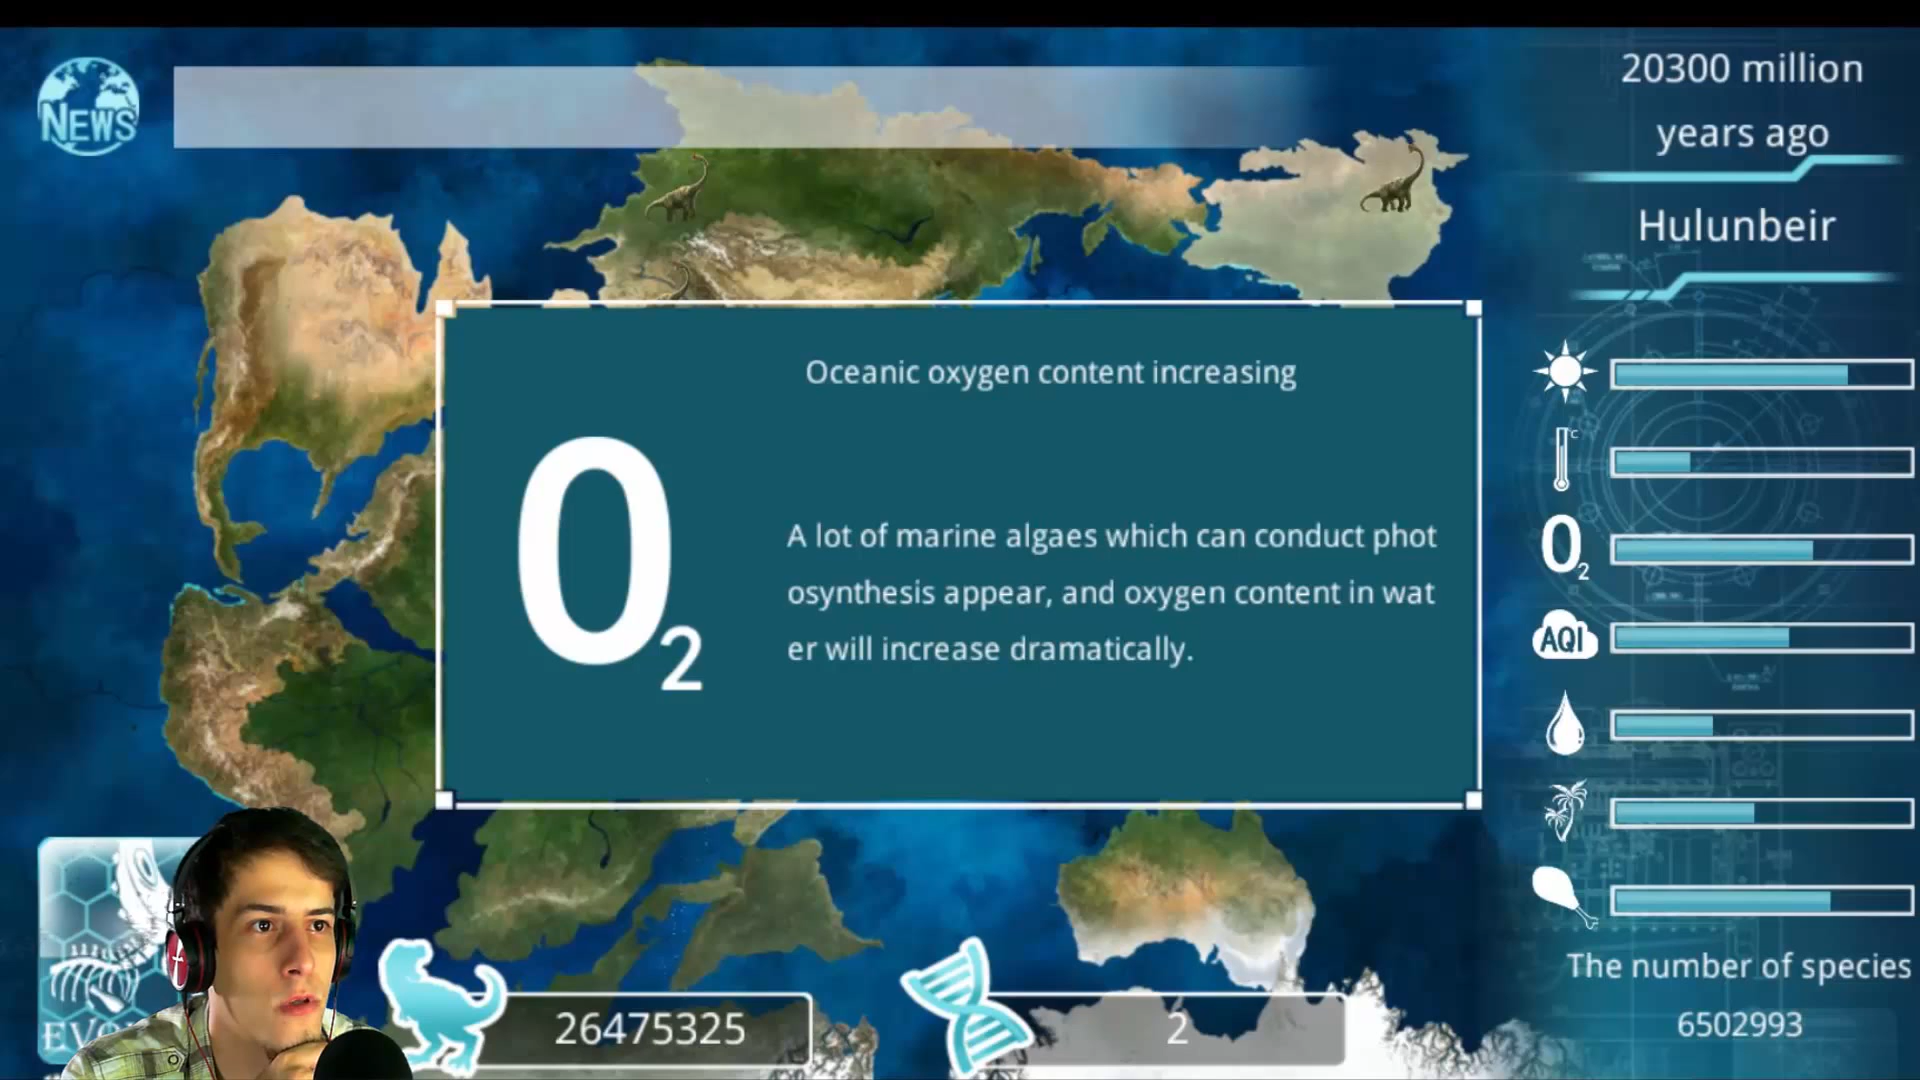 NEWS
20300 million
years ago
Hulunbeir
Oceanic oxygen content increasing
O2
A lot of marine algaes which can conduct phot
osynthesis appear, and oxygen content in wat
er will increase dramatically.
°C
O2
AQI
The number of species
6502993
26475325
2